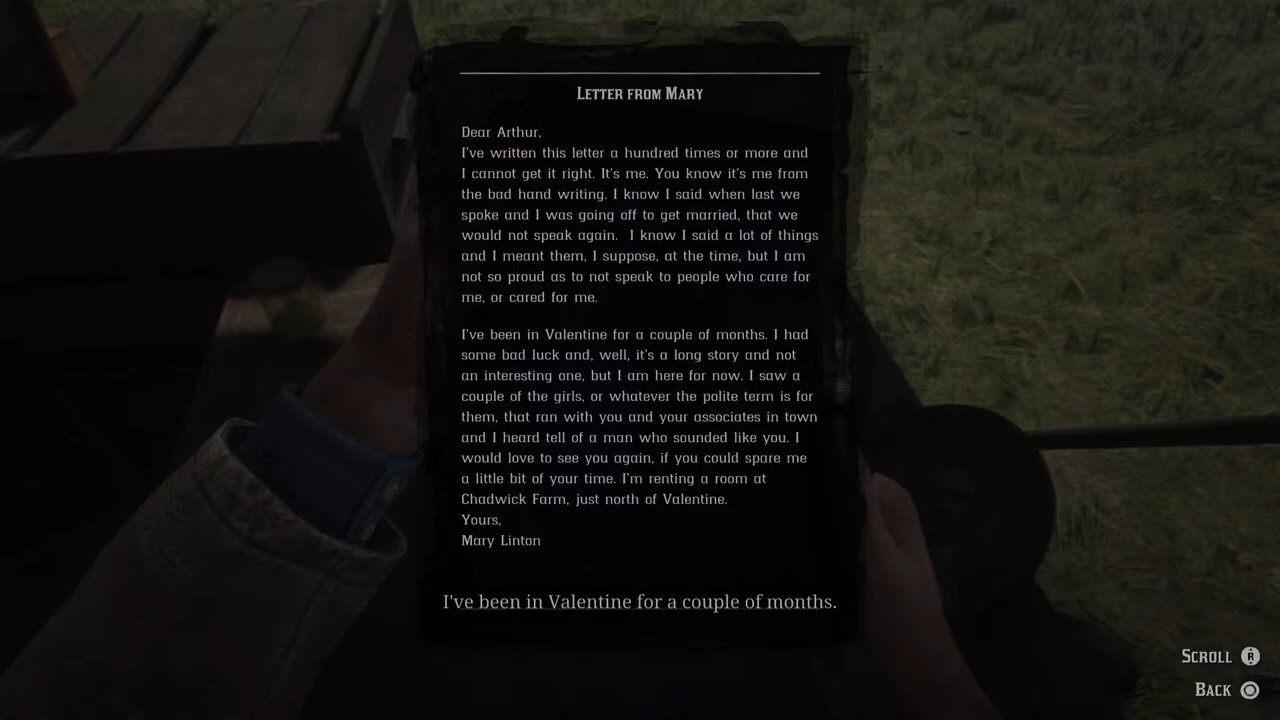 Letter from Mary
Dear Arthur,
I've written this letter a hundred times or more and
I cannot get it right. It's me. You know it's me from
the bad hand writing. I know I said when last we
spoke and I was going off to get married, that we
would not speak again.  I know I said a lot of things
and I meant them, I suppose, at the time, but I am
not so proud as to not speak to people who care for
me, or cared for me.
I've been in Valentine for a couple of months. I had
some bad luck and, well, it's a long story and not
an interesting one, but I am here for now. I saw a
couple of the girls, or whatever the polite term is for
them, that ran with you and your associates in town
and I heard tell of a man who sounded like you. I
would love to see you again, if you could spare me
a little bit of your time. I'm renting a room at
Chadwick Farm, just north of Valentine.
Yours,
Mary Linton
I've been in Valentine for a couple of months.
Scroll R
Back